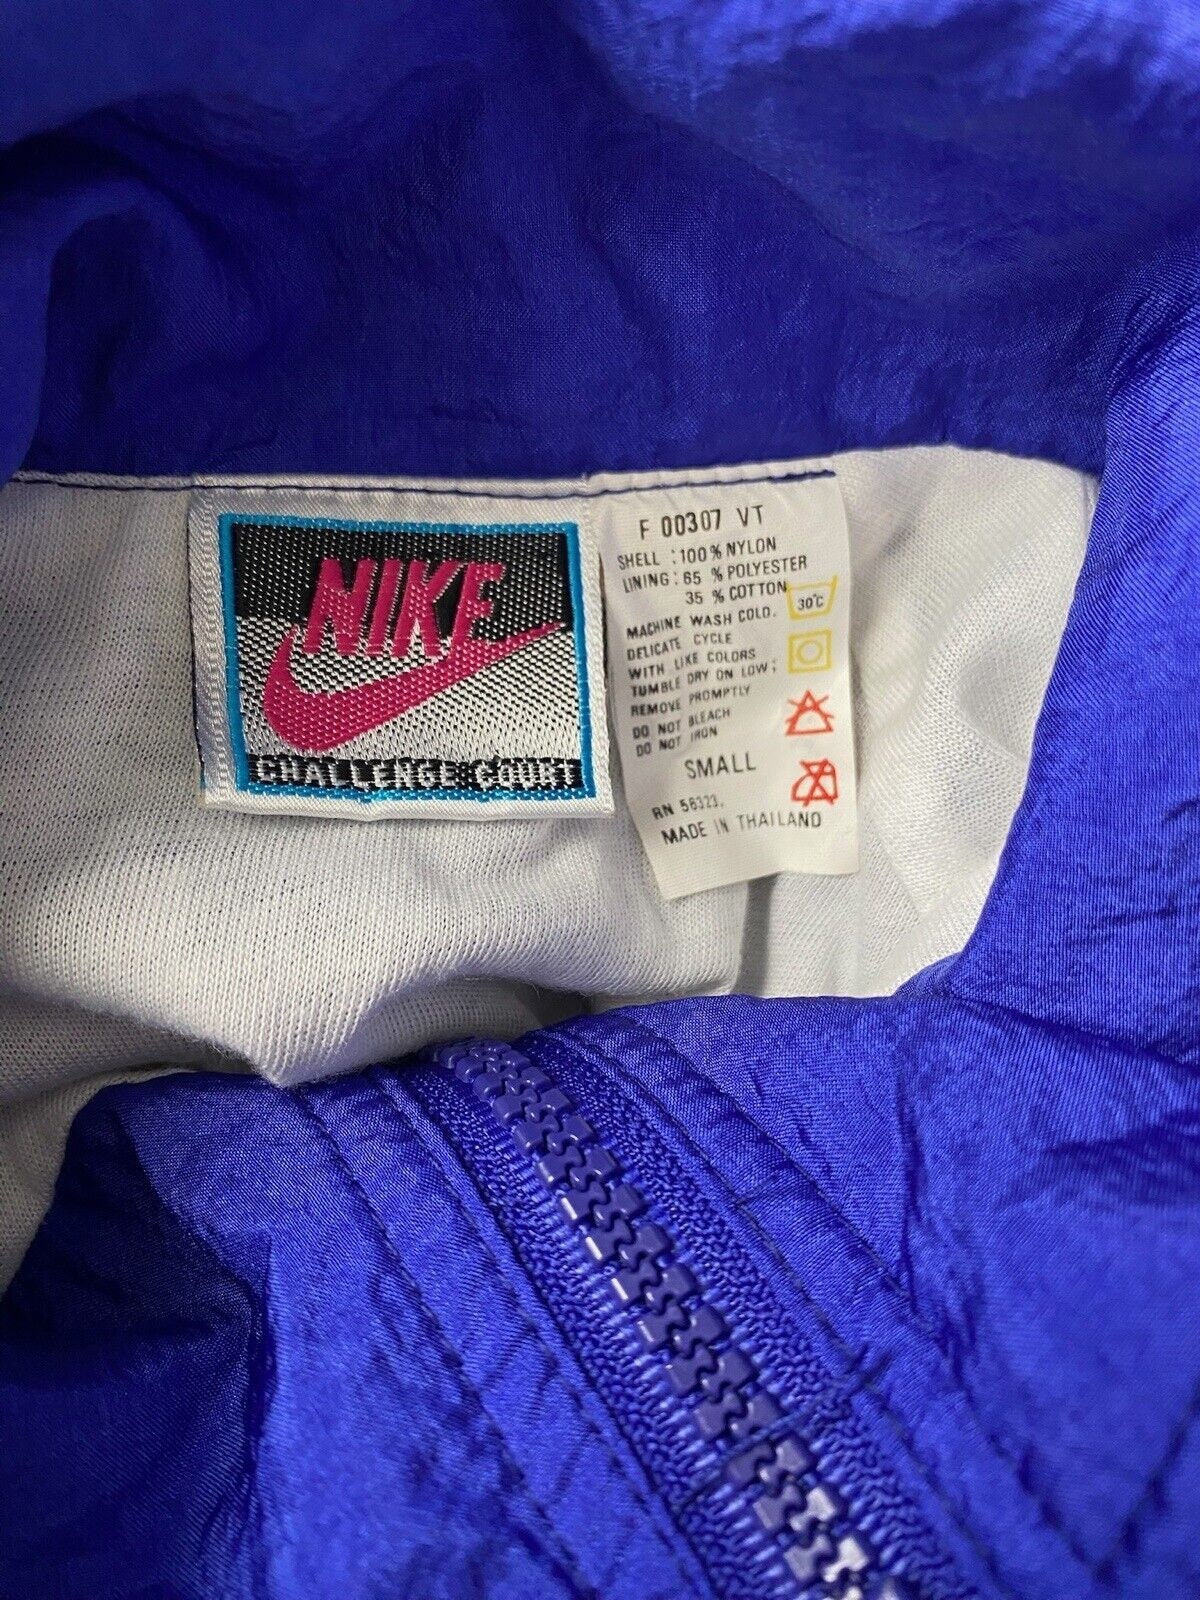 NIKE
CHALLENGE COURT
F 00307 VT
SHELL : 100% NYLON
LINING : 65 % POLYESTER
35 % COTTON
30°C
MACHINE WASH COLD.
DELICATE CYCLE
WITH LIKE COLORS
TUMBLE DRY ON LOW;
REMOVE PROMPTLY
DO NOT BLEACH
DO NOT IRON
SMALL
RN 56323.
MADE IN THAILAND